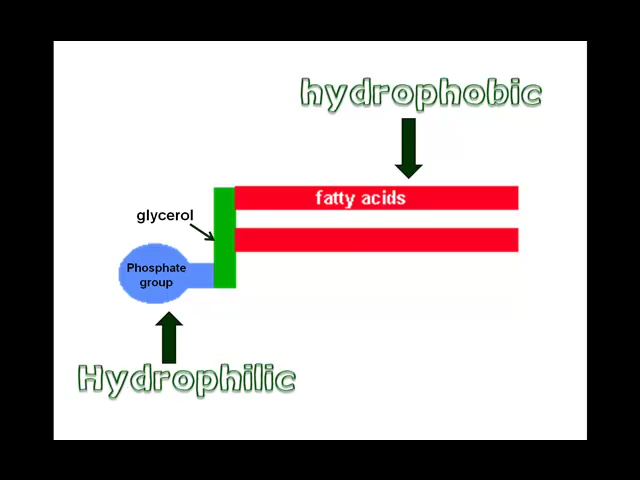 hydrophobic
fatty acids
glycerol
Phosphate
group
Hydrophilic